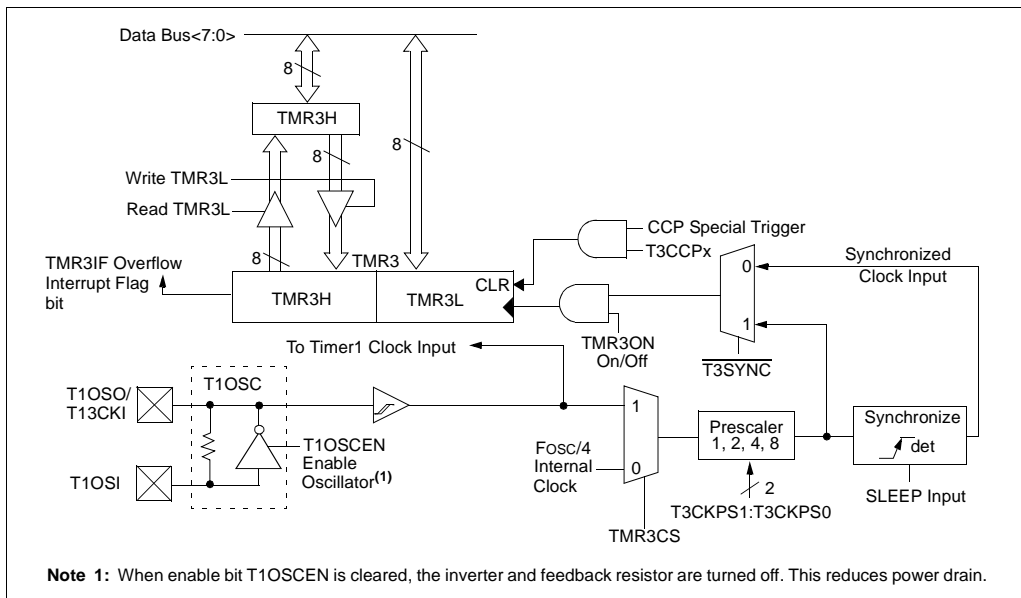 Data Bus<7:0>
8
TMR3H
8
8
Write TMR3L
Read TMR3L
CCP Special Trigger
T3CCPx
8
TMR3
TMR3IF Overflow
Interrupt Flag
bit
TMR3H
TMR3L
CLR
0
Synchronized
Clock Input
1
TMR3ON
On/Off
T3SYNC
To Timer1 Clock Input
T1OSO/
T13CKI
T1OSC
1
Prescaler
1, 2, 4, 8
Synchronize
det
T1OSCEN
Enable
Oscillator(1)
FOSC/4
Internal
Clock
0
T1OSI
2
SLEEP Input
T3CKPS1:T3CKPS0
TMR3CS
Note 1: When enable bit T1OSCEN is cleared, the inverter and feedback resistor are turned off. This reduces power drain.